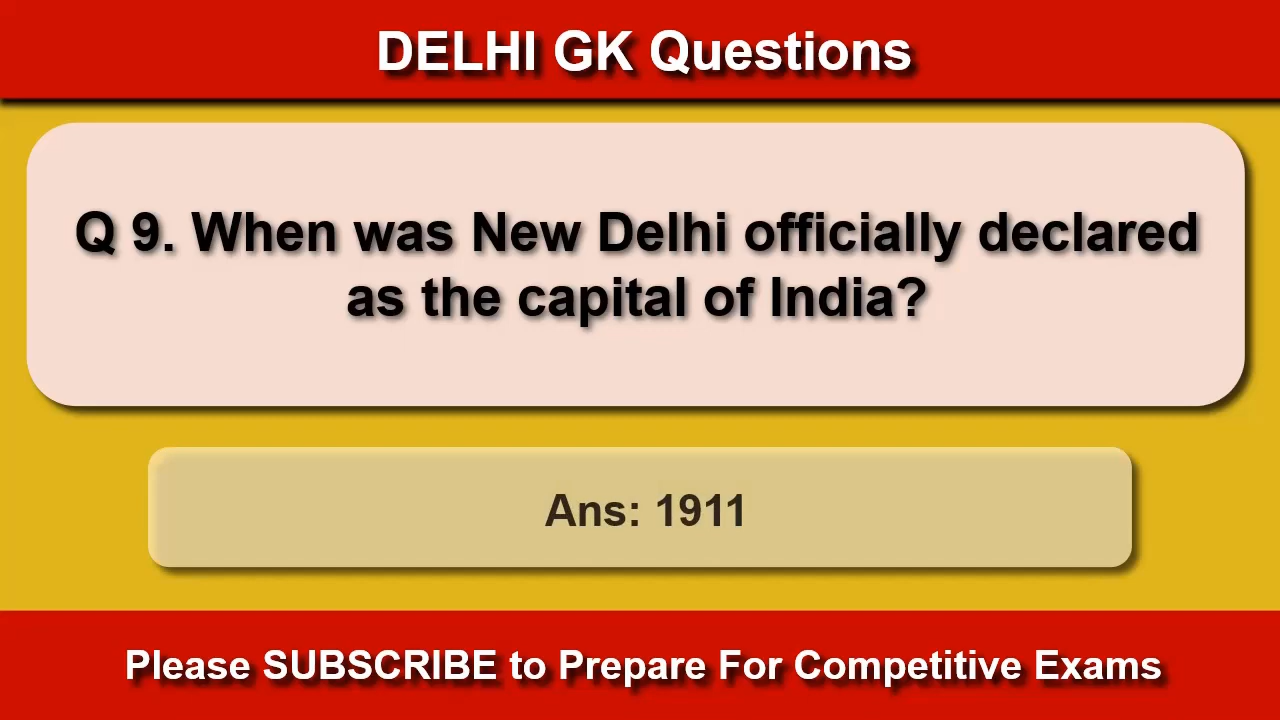 DELHI GK Questions
Q 9. When was New Delhi officially declared
as the capital of India?
Ans: 1911
Please SUBSCRIBE to Prepare For Competitive Exams